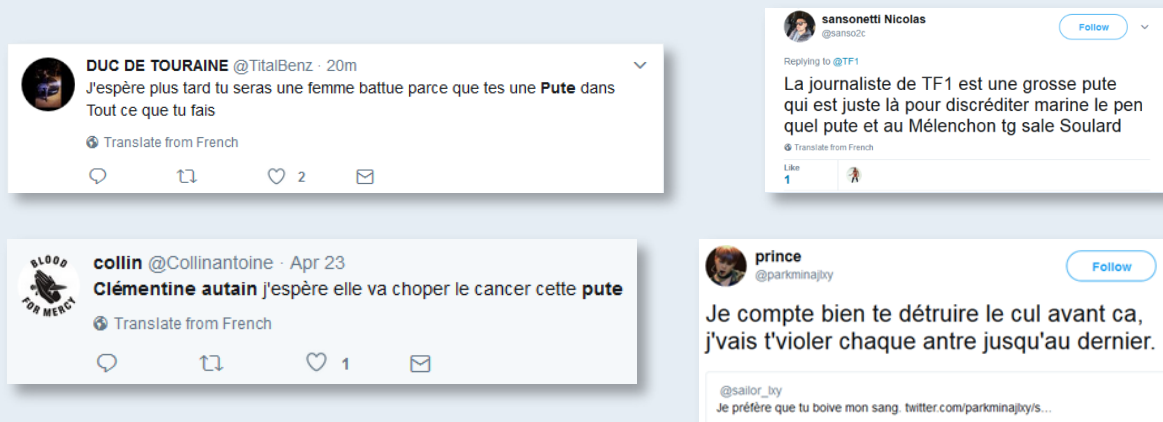 DUC DE TOURAINE @TitalBenz · 20m
J'espère plus tard tu seras une femme battue parce que tes une Pute dans
Tout ce que tu fais
Translate from French
2
sansonetti Nicolas
@sanso2c
Follow
Replying to @TF1
La journaliste de TF1 est une grosse pute
qui est juste là pour discréditer marine le pen
quel pute et au Mélenchon tg sale Soulard
Translate from French
Like
1
BLOOD
FOR MERCY
collin @Collinantoine · Apr 23
Clémentine autain j'espère elle va choper le cancer cette pute
Translate from French
1
prince
@parkminajlxy
Follow
Je compte bien te détruire le cul avant ca,
j'vais t'violer chaque antre jusqu'au dernier.
@sailor_lxy
Je préfère que tu boive mon sang. twitter.com/parkminajlxy/s...